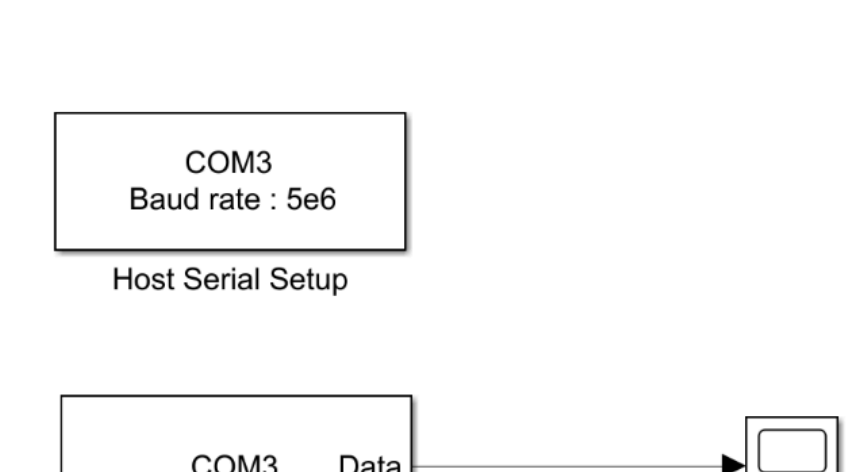 COM3
Baud rate : 5e6
Host Serial Setup
COM3 Data